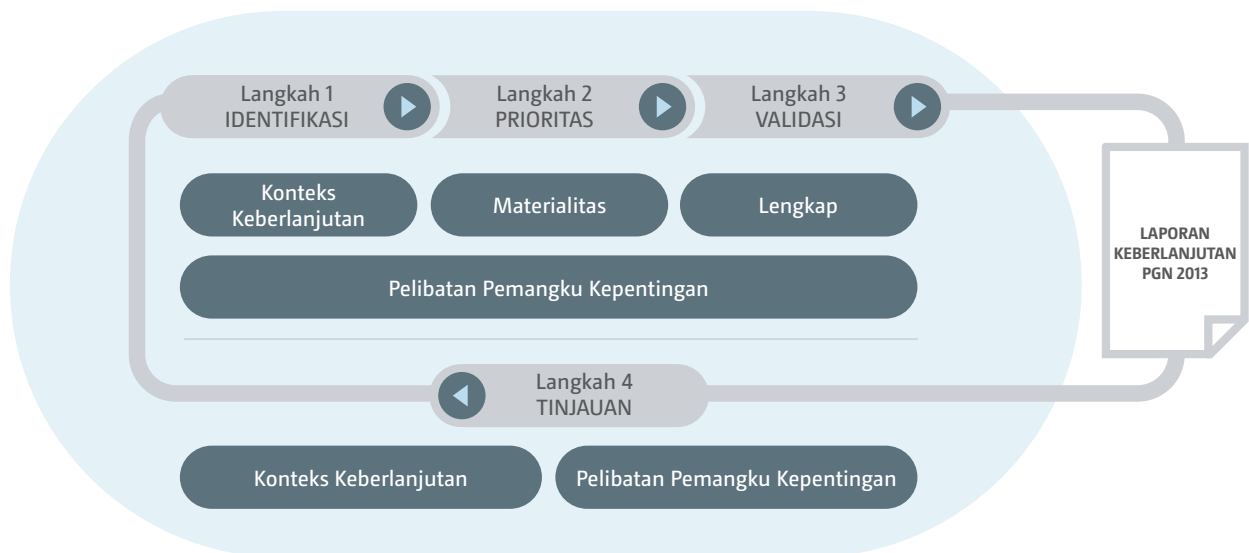 Langkah 1
IDENTIFIKASI
Langkah 2
PRIORITAS
Langkah 3
VALIDASI
Konteks
Keberlanjutan
Materialitas
Lengkap
Pelibatan Pemangku Kepentingan
LAPORAN
KEBERLANJUTAN
PGN 2013
Langkah 4
TINJAUAN
Konteks Keberlanjutan
Pelibatan Pemangku Kepentingan